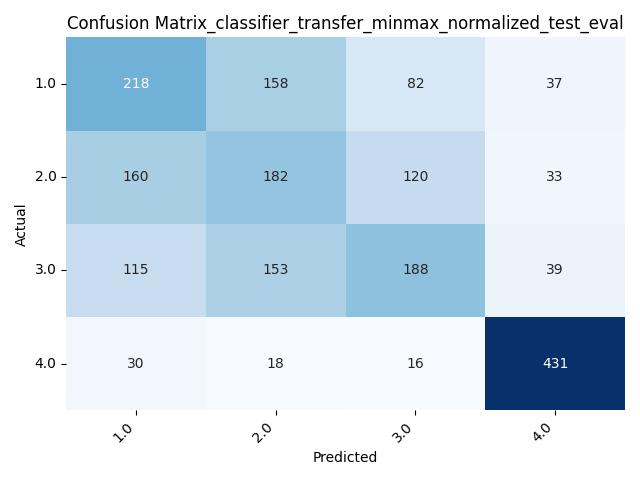 Confusion Matrix_classifier_transfer_minmax_normalized_test_eval
1.0 218 158 82 37
2.0 160 182 120 33
Actual
3.0 115 153 188 39
4.0 30 18 16 431
1.0 2.0 3.0 4.0
Predicted